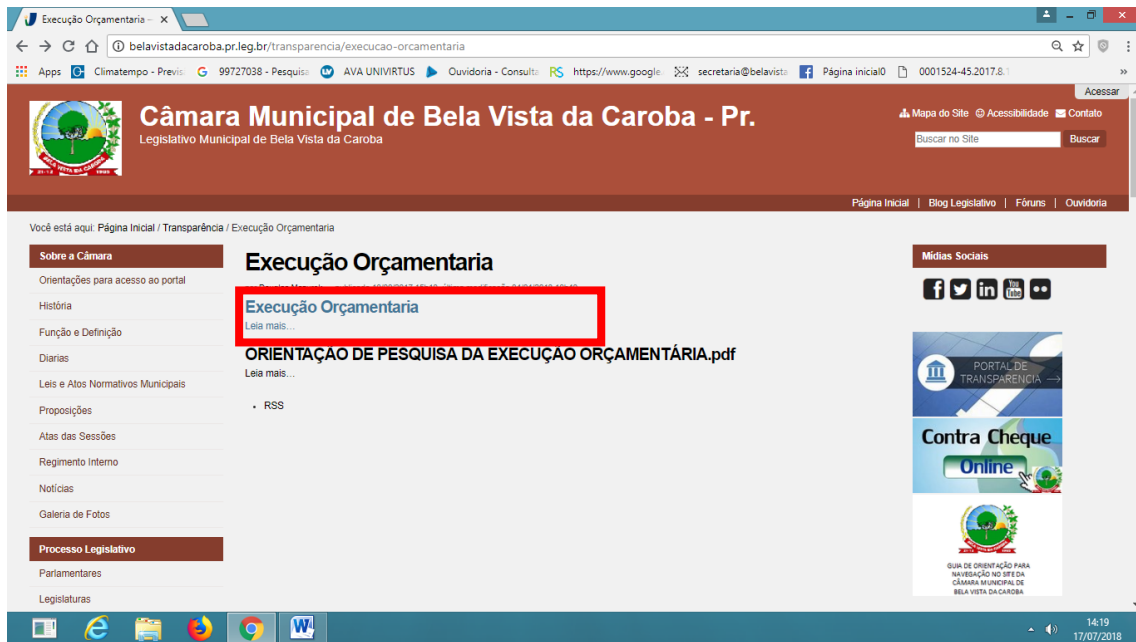 Execução Orçamentaria —
belavistadacaroba.pr.leg.br/transparencia/execucao-orcamentaria
Apps Climatempo - Previs 99727038 - Pesquisa AVA UNIVIRTUS Ouvidoria - Consulta https://www.google. secretaria@belavista Página inicial0 0001524-45.2017.8.1 »
Acessar
Câmara Municipal de Bela Vista da Caroba - Pr.
Legislativo Municipal de Bela Vista da Caroba
Mapa do Site Acessibilidade Contato
Buscar no Site Buscar
Página Inicial | Blog Legislativo | Fóruns | Ouvidoria
Você está aqui: Página Inicial / Transparência / Execução Orçamentaria
Sobre a Câmara
Orientações para acesso ao portal
História
Função e Definição
Diarias
Leis e Atos Normativos Municipais
Proposições
Atas das Sessões
Regimento Interno
Notícias
Galeria de Fotos
Processo Legislativo
Parlamentares
Legislaturas
Execução Orçamentaria
Execução Orçamentaria
Leia mais…
ORIENTAÇÃO DE PESQUISA DA EXECUÇÃO ORÇAMENTÁRIA.pdf
Leia mais…
• RSS
Mídias Sociais
PORTAL DE
TRANSPARÊNCIA
Contra Cheque
Online
GUIA DE ORIENTAÇÃO PARA
NAVEGAÇÃO NO SITE DA
CÂMARA MUNICIPAL DE
BELA VISTA DA CAROBA
14:19
17/07/2018